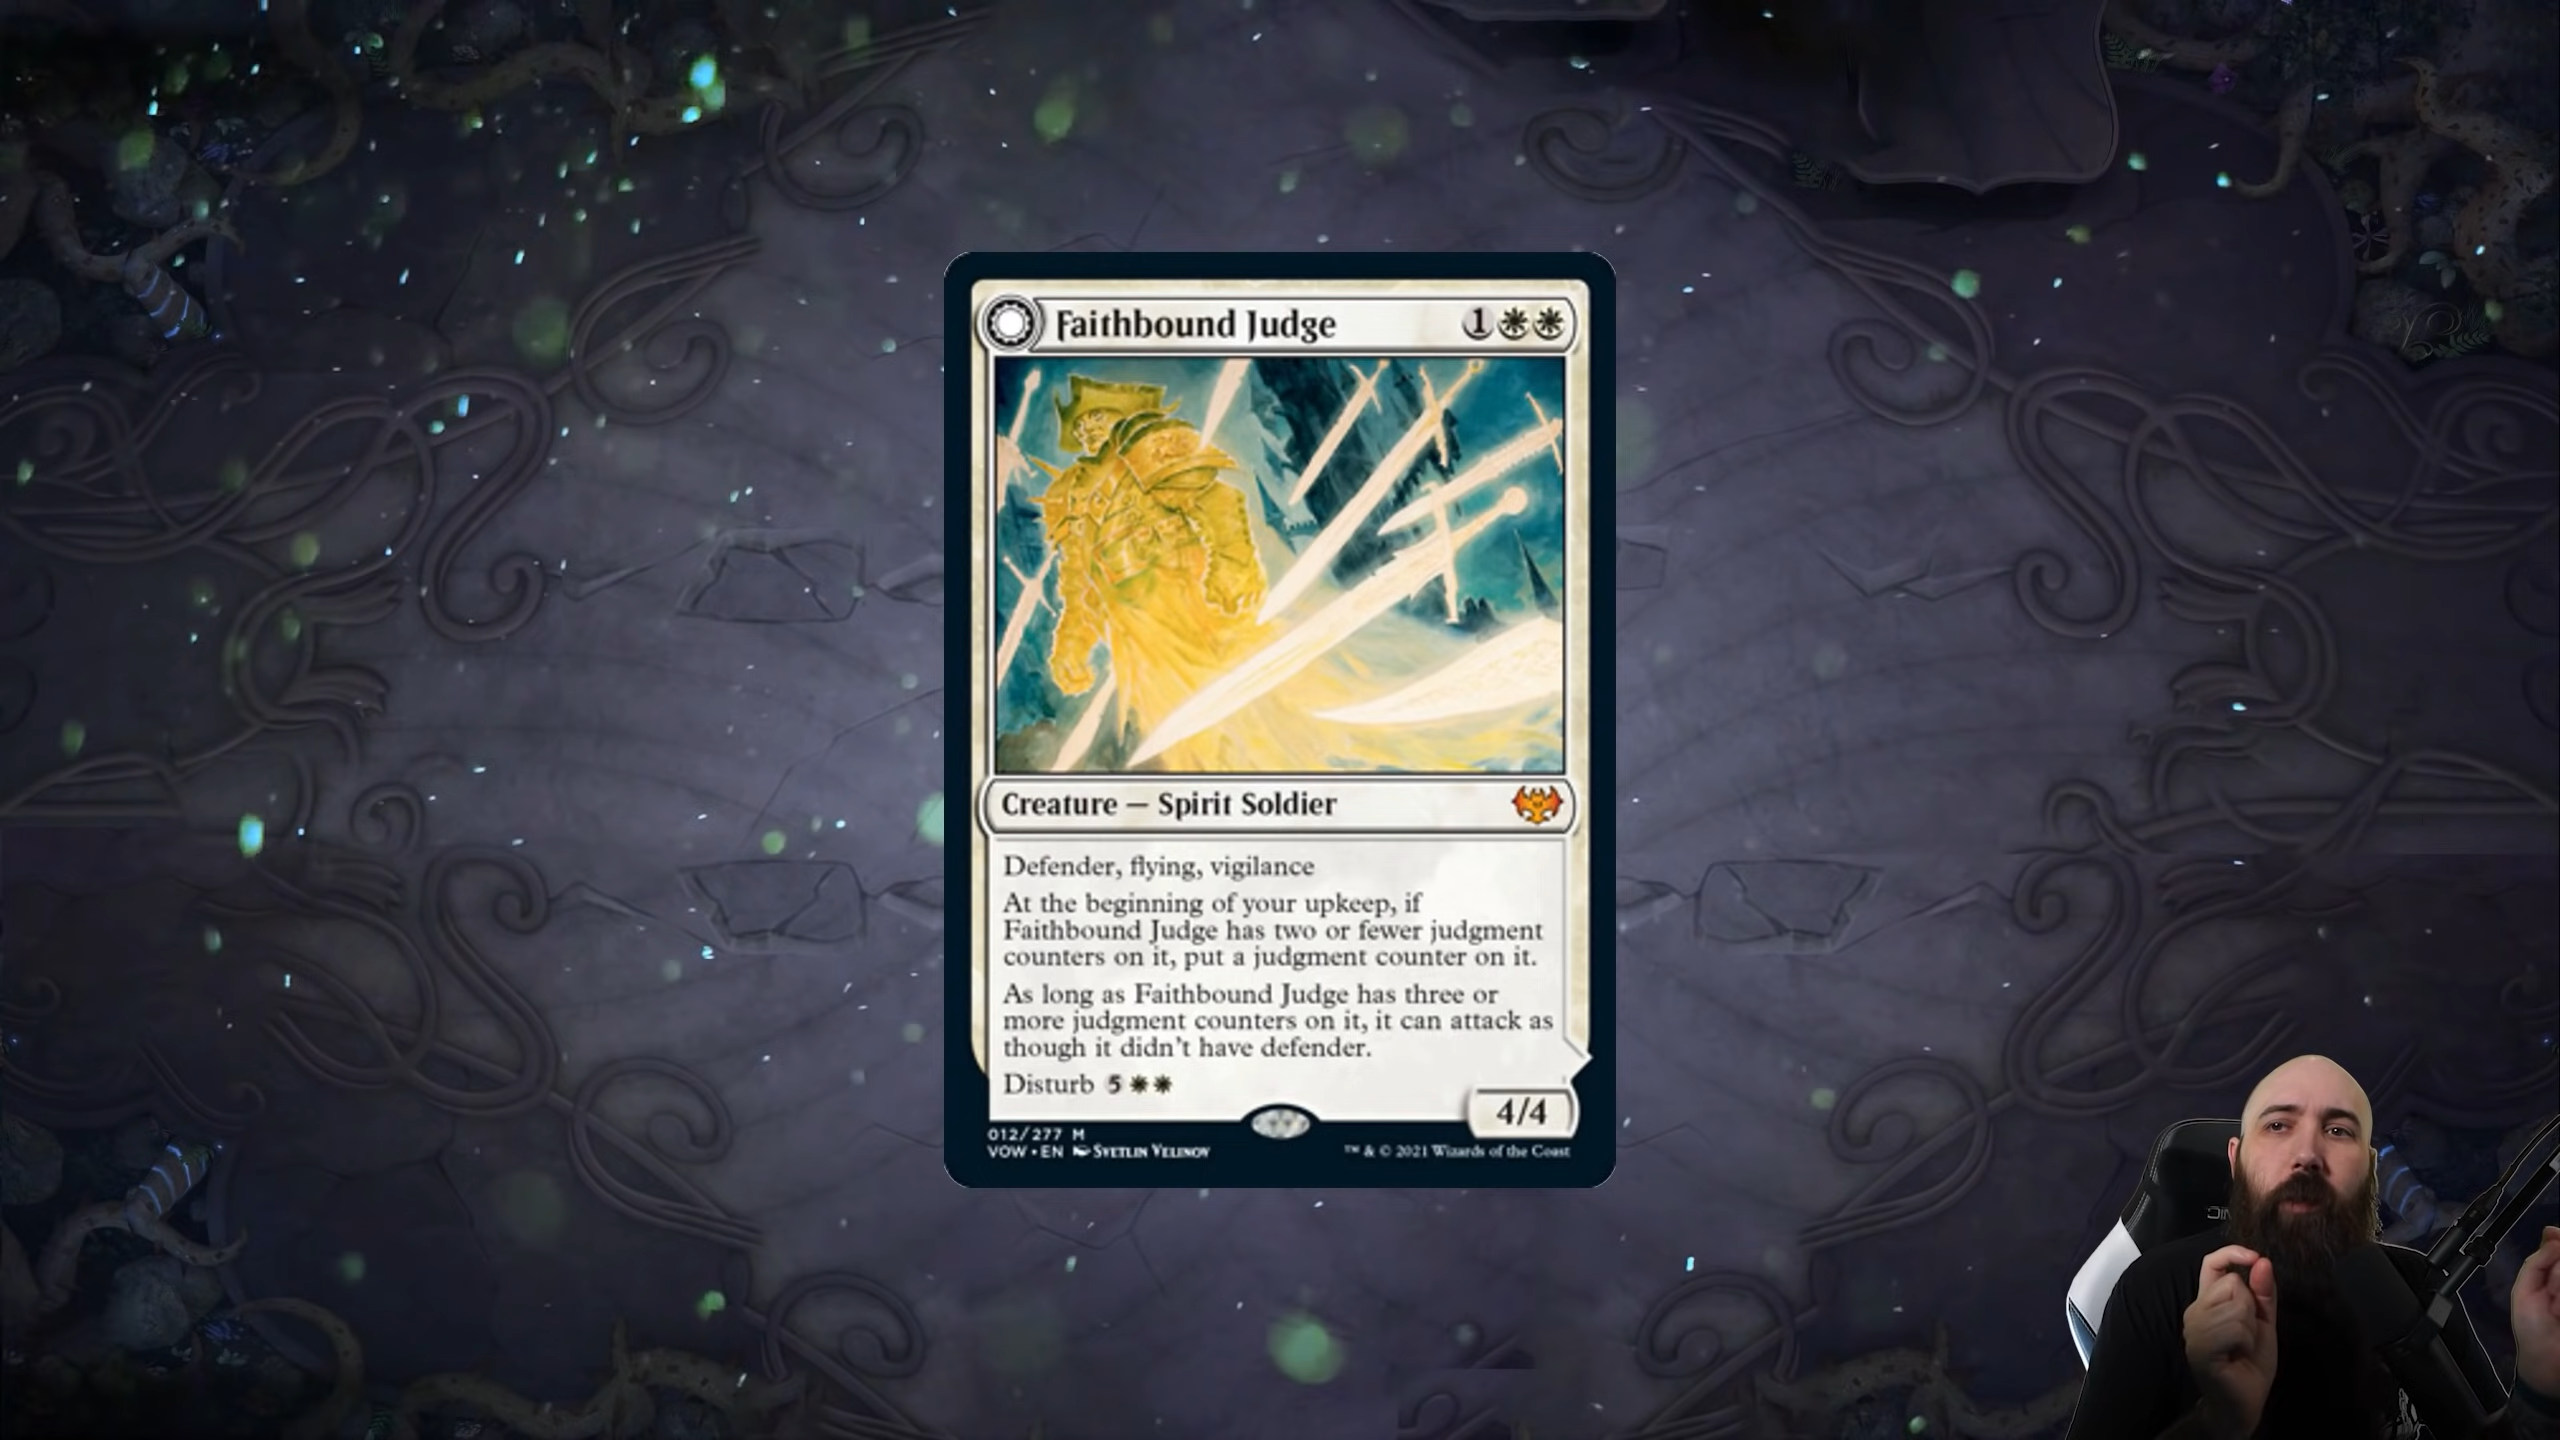 Faithbound Judge 1
Creature — Spirit Soldier
Defender, flying, vigilance
At the beginning of your upkeep, if
Faithbound Judge has two or fewer judgment
counters on it, put a judgment counter on it.
As long as Faithbound Judge has three or
more judgment counters on it, it can attack as
though it didn't have defender.
Disturb 5
4/4
012/277 M
VOW • EN Svetlin Velinov
™ & © 2021 Wizards of the Coast